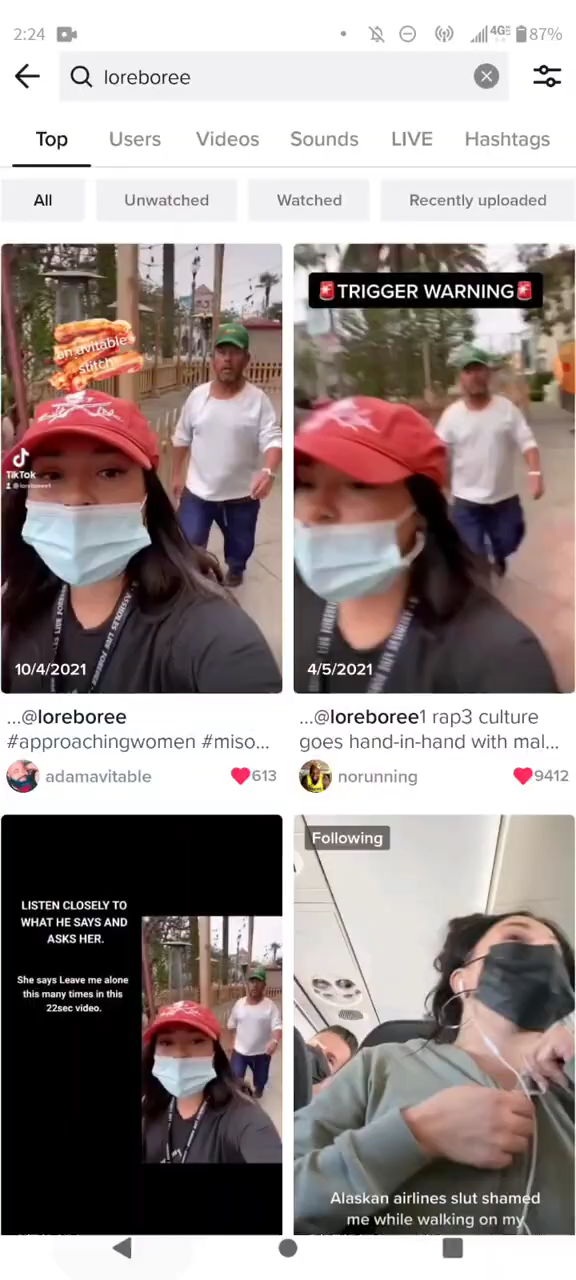 2:24
4G
87%
loreboree
Top
Users
Videos
Sounds
LIVE
Hashtags
All
Unwatched
Watched
Recently uploaded
an avitable
stitch
TikTok
10/4/2021
🚨TRIGGER WARNING🚨
4/5/2021
...@loreboree
#approachingwomen #miso...
adamavitable
613
...@loreboree1 rap3 culture
goes hand-in-hand with mal...
norunning
9412
LISTEN CLOSELY TO
WHAT HE SAYS AND
ASKS HER.
She says Leave me alone
this many times in this
22sec video.
Following
Alaskan airlines slut shamed
me while walking on my